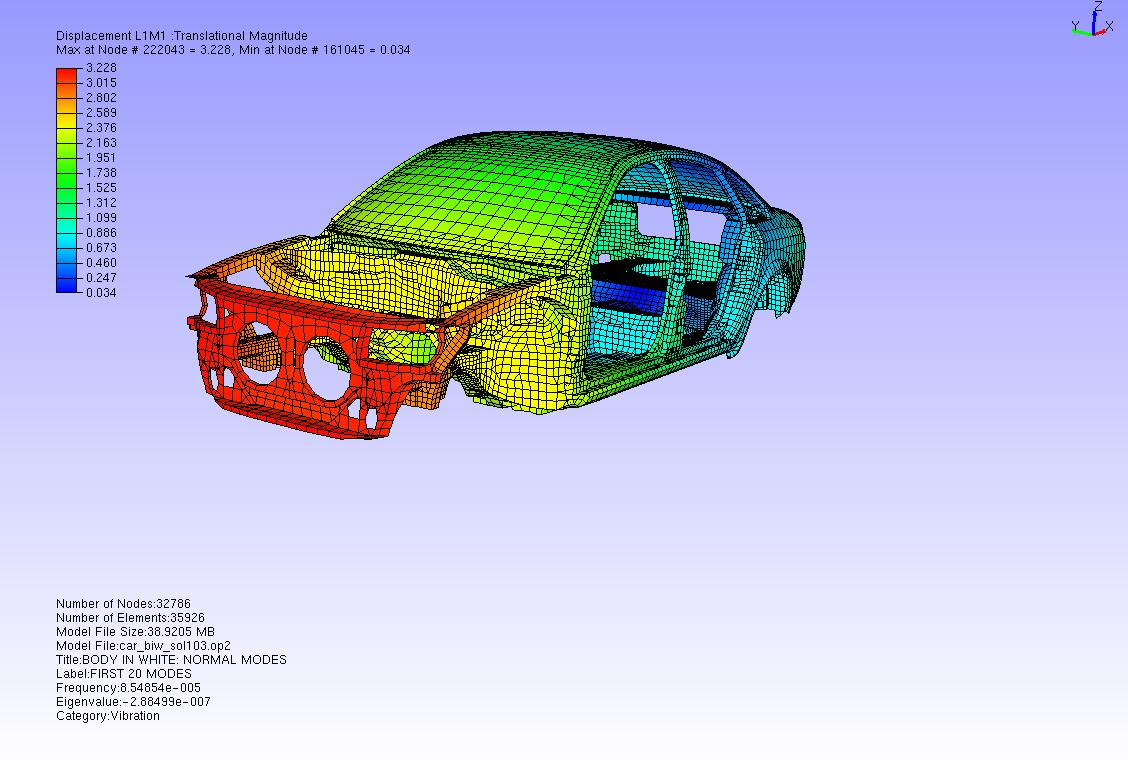 Displacement L1M1 :Translational Magnitude
Max at Node # 222043 = 3.228, Min at Node # 161045 = 0.034
3.228
3.015
2.802
2.589
2.376
2.163
1.951
1.738
1.525
1.312
1.099
0.886
0.673
0.460
0.247
0.034
Z
Y X
Number of Nodes:32786
Number of Elements:35926
Model File Size:38.9205 MB
Model File:car_biw_sol103.op2
Title:BODY IN WHITE: NORMAL MODES
Label:FIRST 20 MODES
Frequency:8.54854e-005
Eigenvalue:-2.88499e-007
Category:Vibration